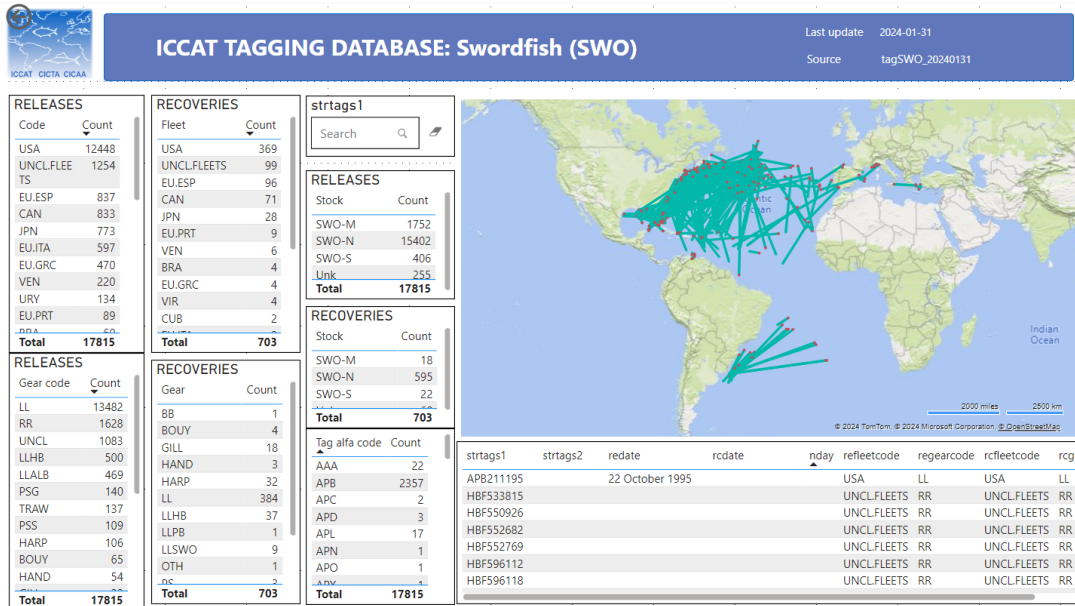 ICCAT CICTA CICAA
ICCAT TAGGING DATABASE: Swordfish (SWO)
Last update 2024-01-31
Source tagSWO_20240131
RELEASES
Code Count
USA 12448
UNCL.FLEE 1254
TS
EU.ESP 837
CAN 833
JPN 773
EU.ITA 597
EU.GRC 470
VEN 220
URY 134
EU.PRT 89
Total 17815
RELEASES
Gear code Count
LL 13482
RR 1628
UNCL 1083
LLHB 500
LLALB 469
PSG 140
TRAW 137
PSS 109
HARP 106
BOUY 65
HAND 54
Total 17815
RECOVERIES
Fleet Count
USA 369
UNCL.FLEETS 99
EU.ESP 96
CAN 71
JPN 28
EU.PRT 9
VEN 6
BRA 4
EU.GRC 4
VIR 4
CUB 2
Total 703
RECOVERIES
Gear Count
BB 1
BOUY 4
GILL 18
HAND 3
HARP 32
LL 384
LLHB 37
LLPB 1
LLSWO 9
OTH 1
Total 703
strtags1
Search
RELEASES
Stock Count
SWO-M 1752
SWO-N 15402
SWO-S 406
Unk 255
Total 17815
RECOVERIES
Stock Count
SWO-M 18
SWO-N 595
SWO-S 22
Total 703
Tag alfa code Count
AAA 22
APB 2357
APC 2
APD 3
APL 17
APN 1
APO 1
Total 17815
Ocean
Indian
Ocean
2000 miles 2500 km
© 2024 TomTom, © 2024 Microsoft Corporation, © OpenStreetMap
strtags1 strtags2 redate rcdate nday refleetcode regearcode rcfleetcode rcg
APB211195 22 October 1995 USA LL USA LL
HBF533815 UNCL.FLEETS RR UNCL.FLEETS RR
HBF550926 UNCL.FLEETS RR UNCL.FLEETS RR
HBF552682 UNCL.FLEETS RR UNCL.FLEETS RR
HBF552769 UNCL.FLEETS RR UNCL.FLEETS RR
HBF596112 UNCL.FLEETS RR UNCL.FLEETS RR
HBF596118 UNCL.FLEETS RR UNCL.FLEETS RR